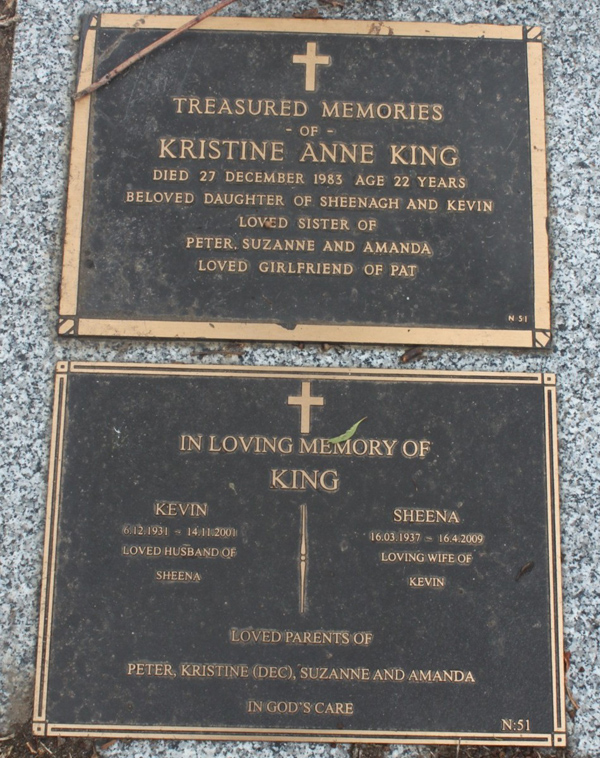 TREASURED MEMORIES
- OF -
KRISTINE ANNE KING
DIED 27 DECEMBER 1983 AGE 22 YEARS
BELOVED DAUGHTER OF SHEENAGH AND KEVIN
LOVED SISTER OF
PETER, SUZANNE AND AMANDA
LOVED GIRLFRIEND OF PAT
N·51
IN LOVING MEMORY OF
KING
KEVIN
6.12.1931 ~ 14.11.2001
LOVED HUSBAND OF
SHEENA
SHEENA
16.03.1937 ~ 16.4.2009
LOVING WIFE OF
KEVIN
LOVED PARENTS OF
PETER, KRISTINE (DEC), SUZANNE AND AMANDA
IN GOD'S CARE
N:51